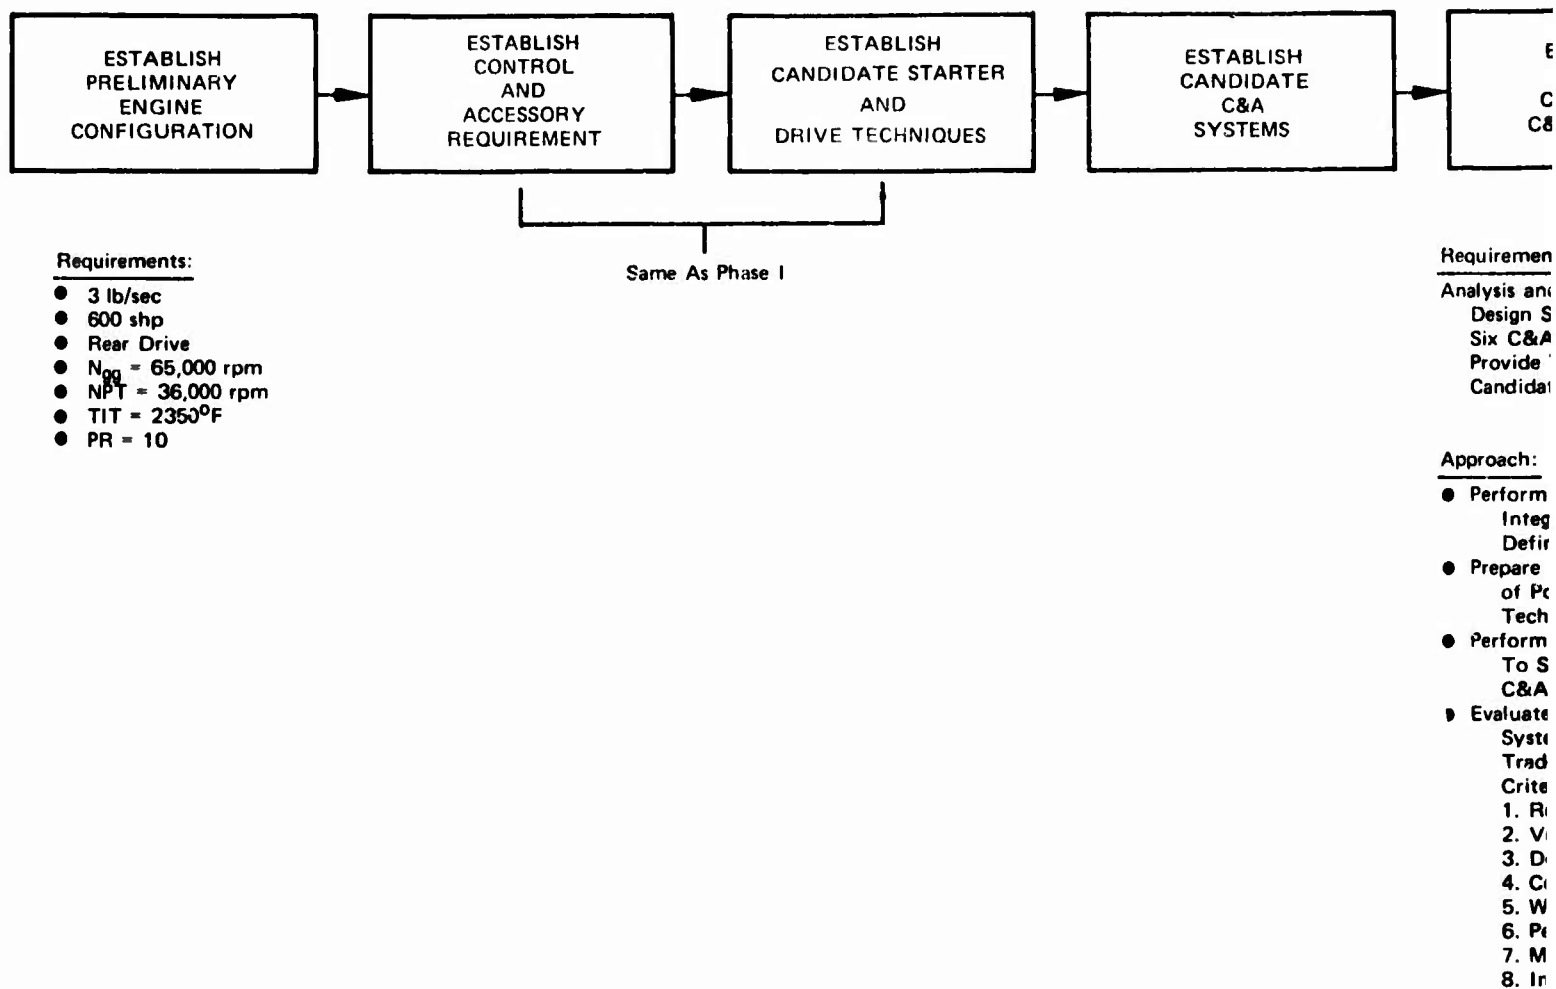 ESTABLISH
PRELIMINARY
ENGINE
CONFIGURATION
ESTABLISH
CONTROL
AND
ACCESSORY
REQUIREMENT
ESTABLISH
CANDIDATE STARTER
AND
DRIVE TECHNIQUES
ESTABLISH
CANDIDATE
C&A
SYSTEMS
Same As Phase I
Requirements:
● 3 lb/sec
● 600 shp
● Rear Drive
● Ngg = 65,000 rpm
● NPT = 36,000 rpm
● TIT = 2350°F
● PR = 10
Analysis
Design
Six C&A
Provide
Approach:
● Perform
● Prepare
of
● Perform
To
C&A
1.
2.
3.
4.
5.
6.
7.
8.